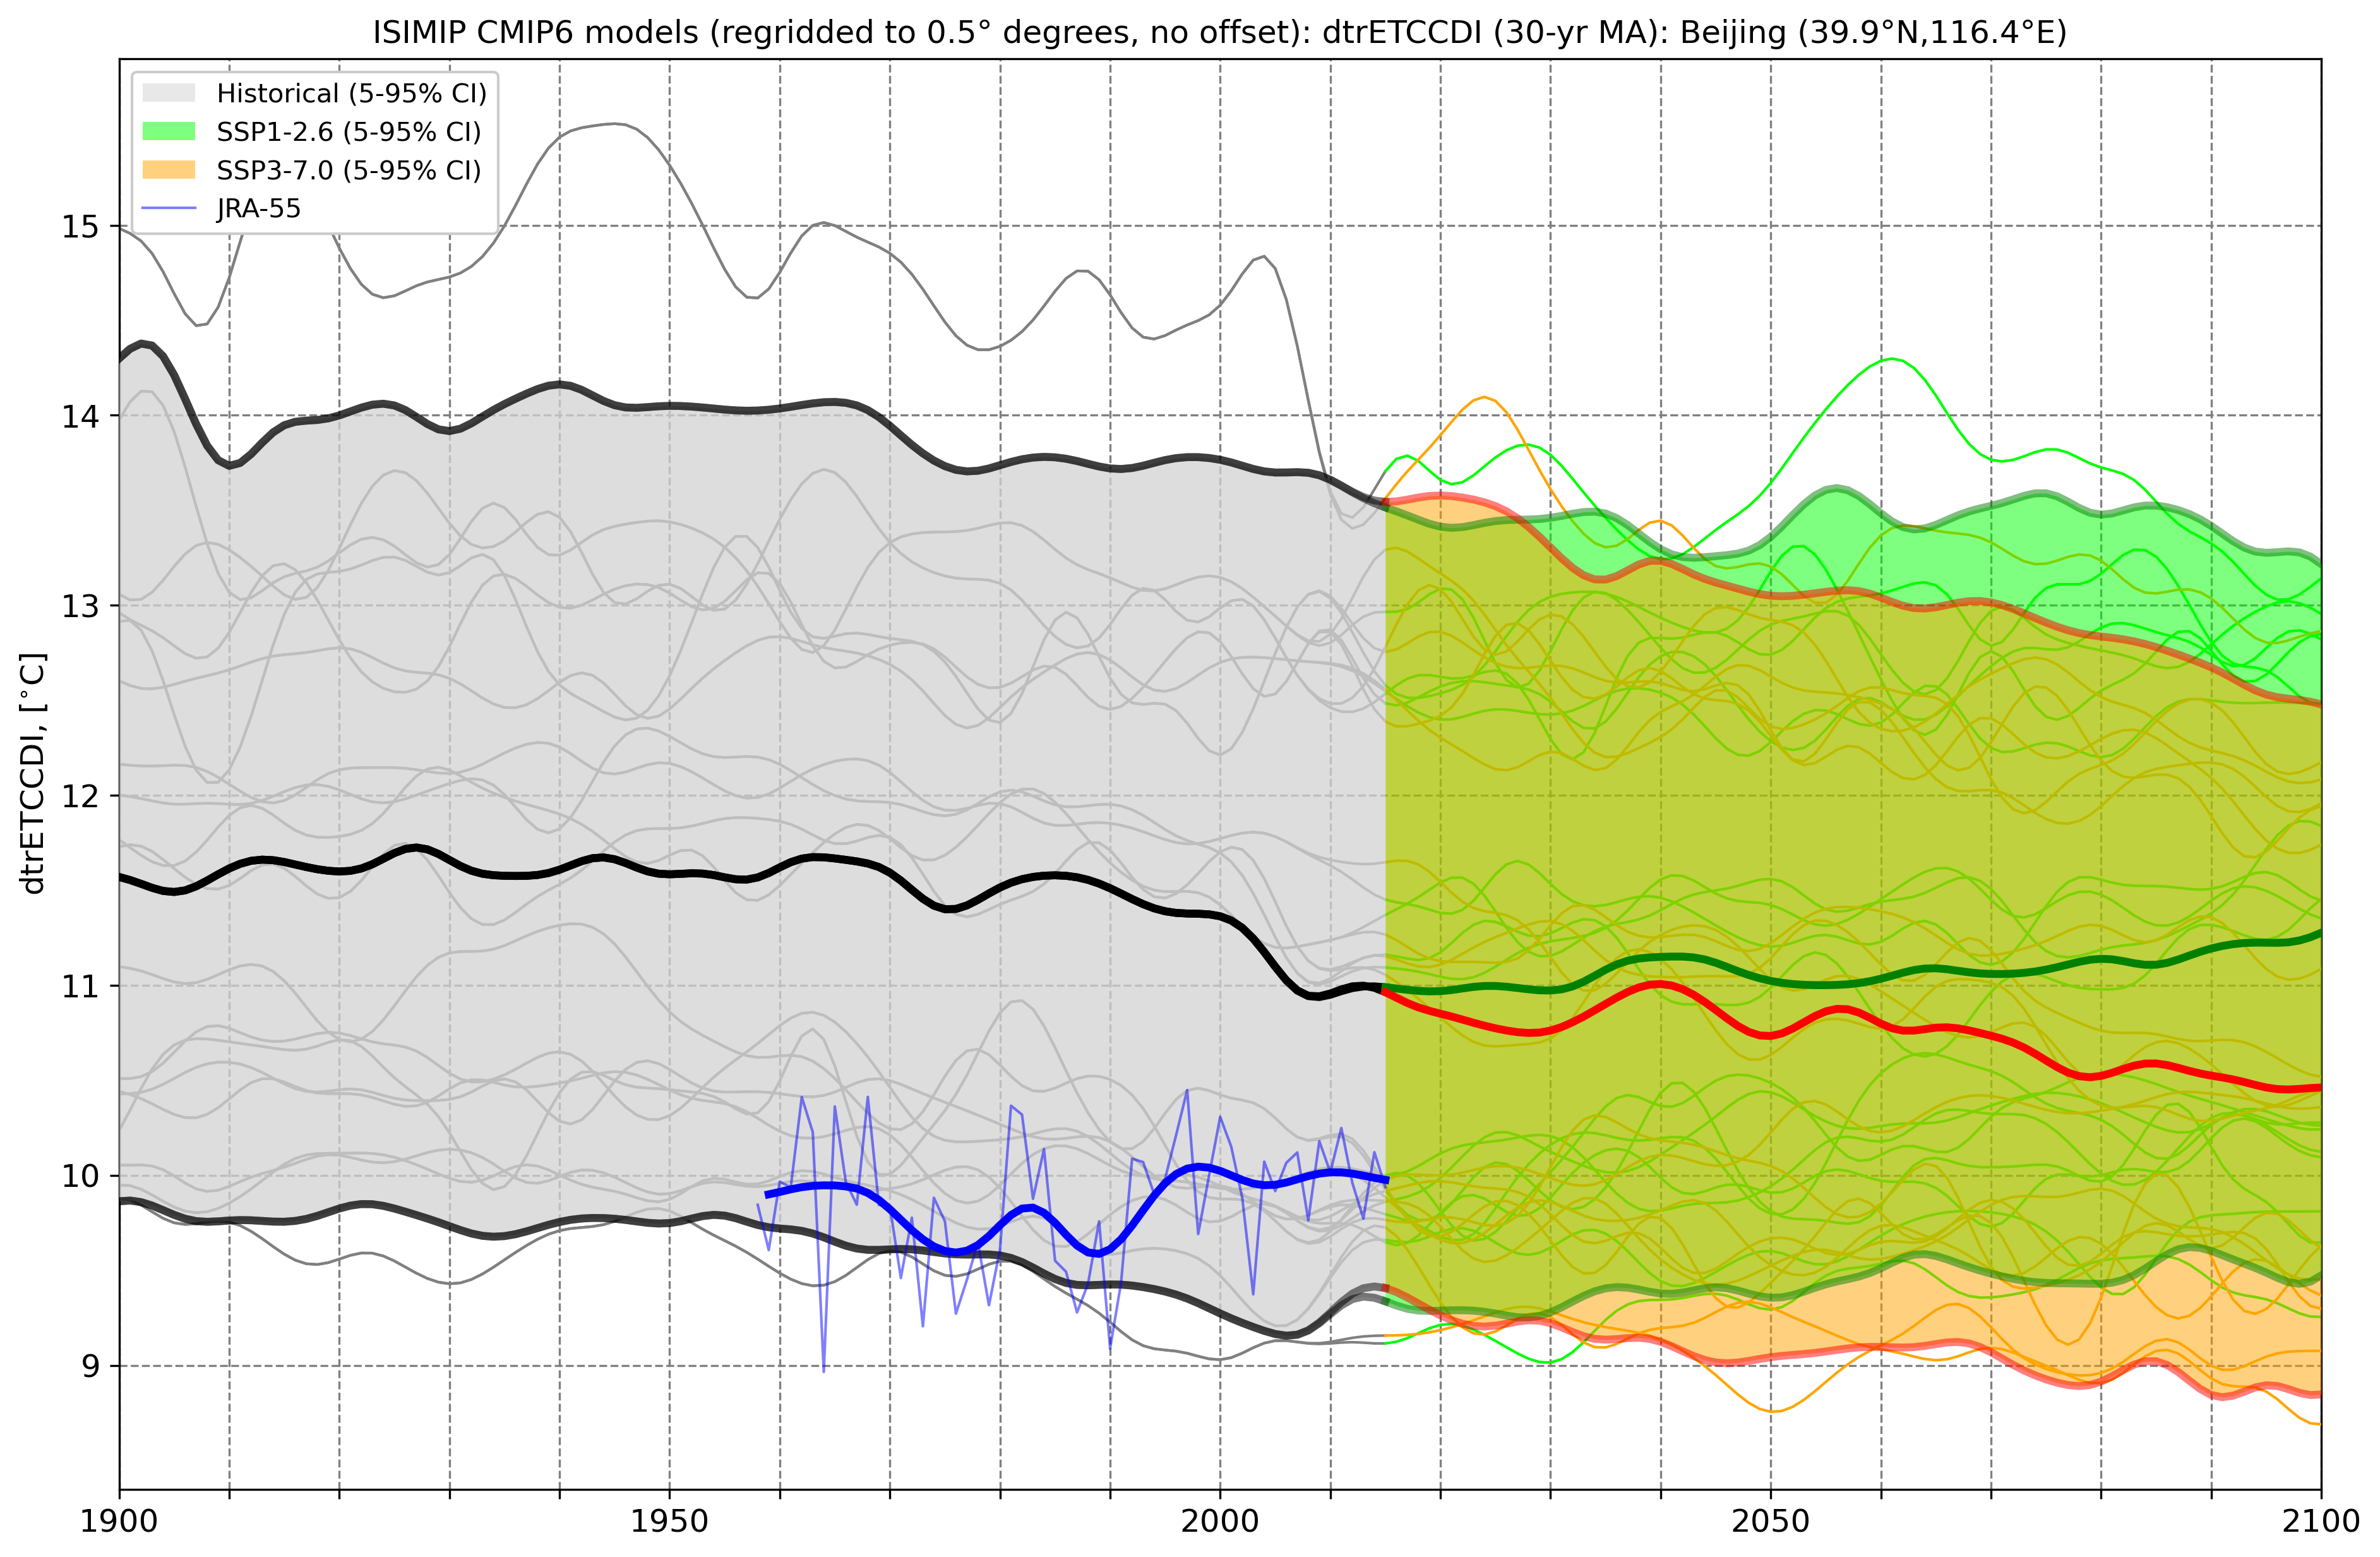 ISIMIP CMIP6 models (regridded to 0.5° degrees, no offset): dtrETCCDI (30-yr MA): Beijing (39.9°N,116.4°E)
Historical (5-95% CI)
SSP1-2.6 (5-95% CI)
SSP3-7.0 (5-95% CI)
JRA-55
dtrETCCDI, [°C]
15
14
13
12
11
10
9
1900
1950
2000
2050
2100